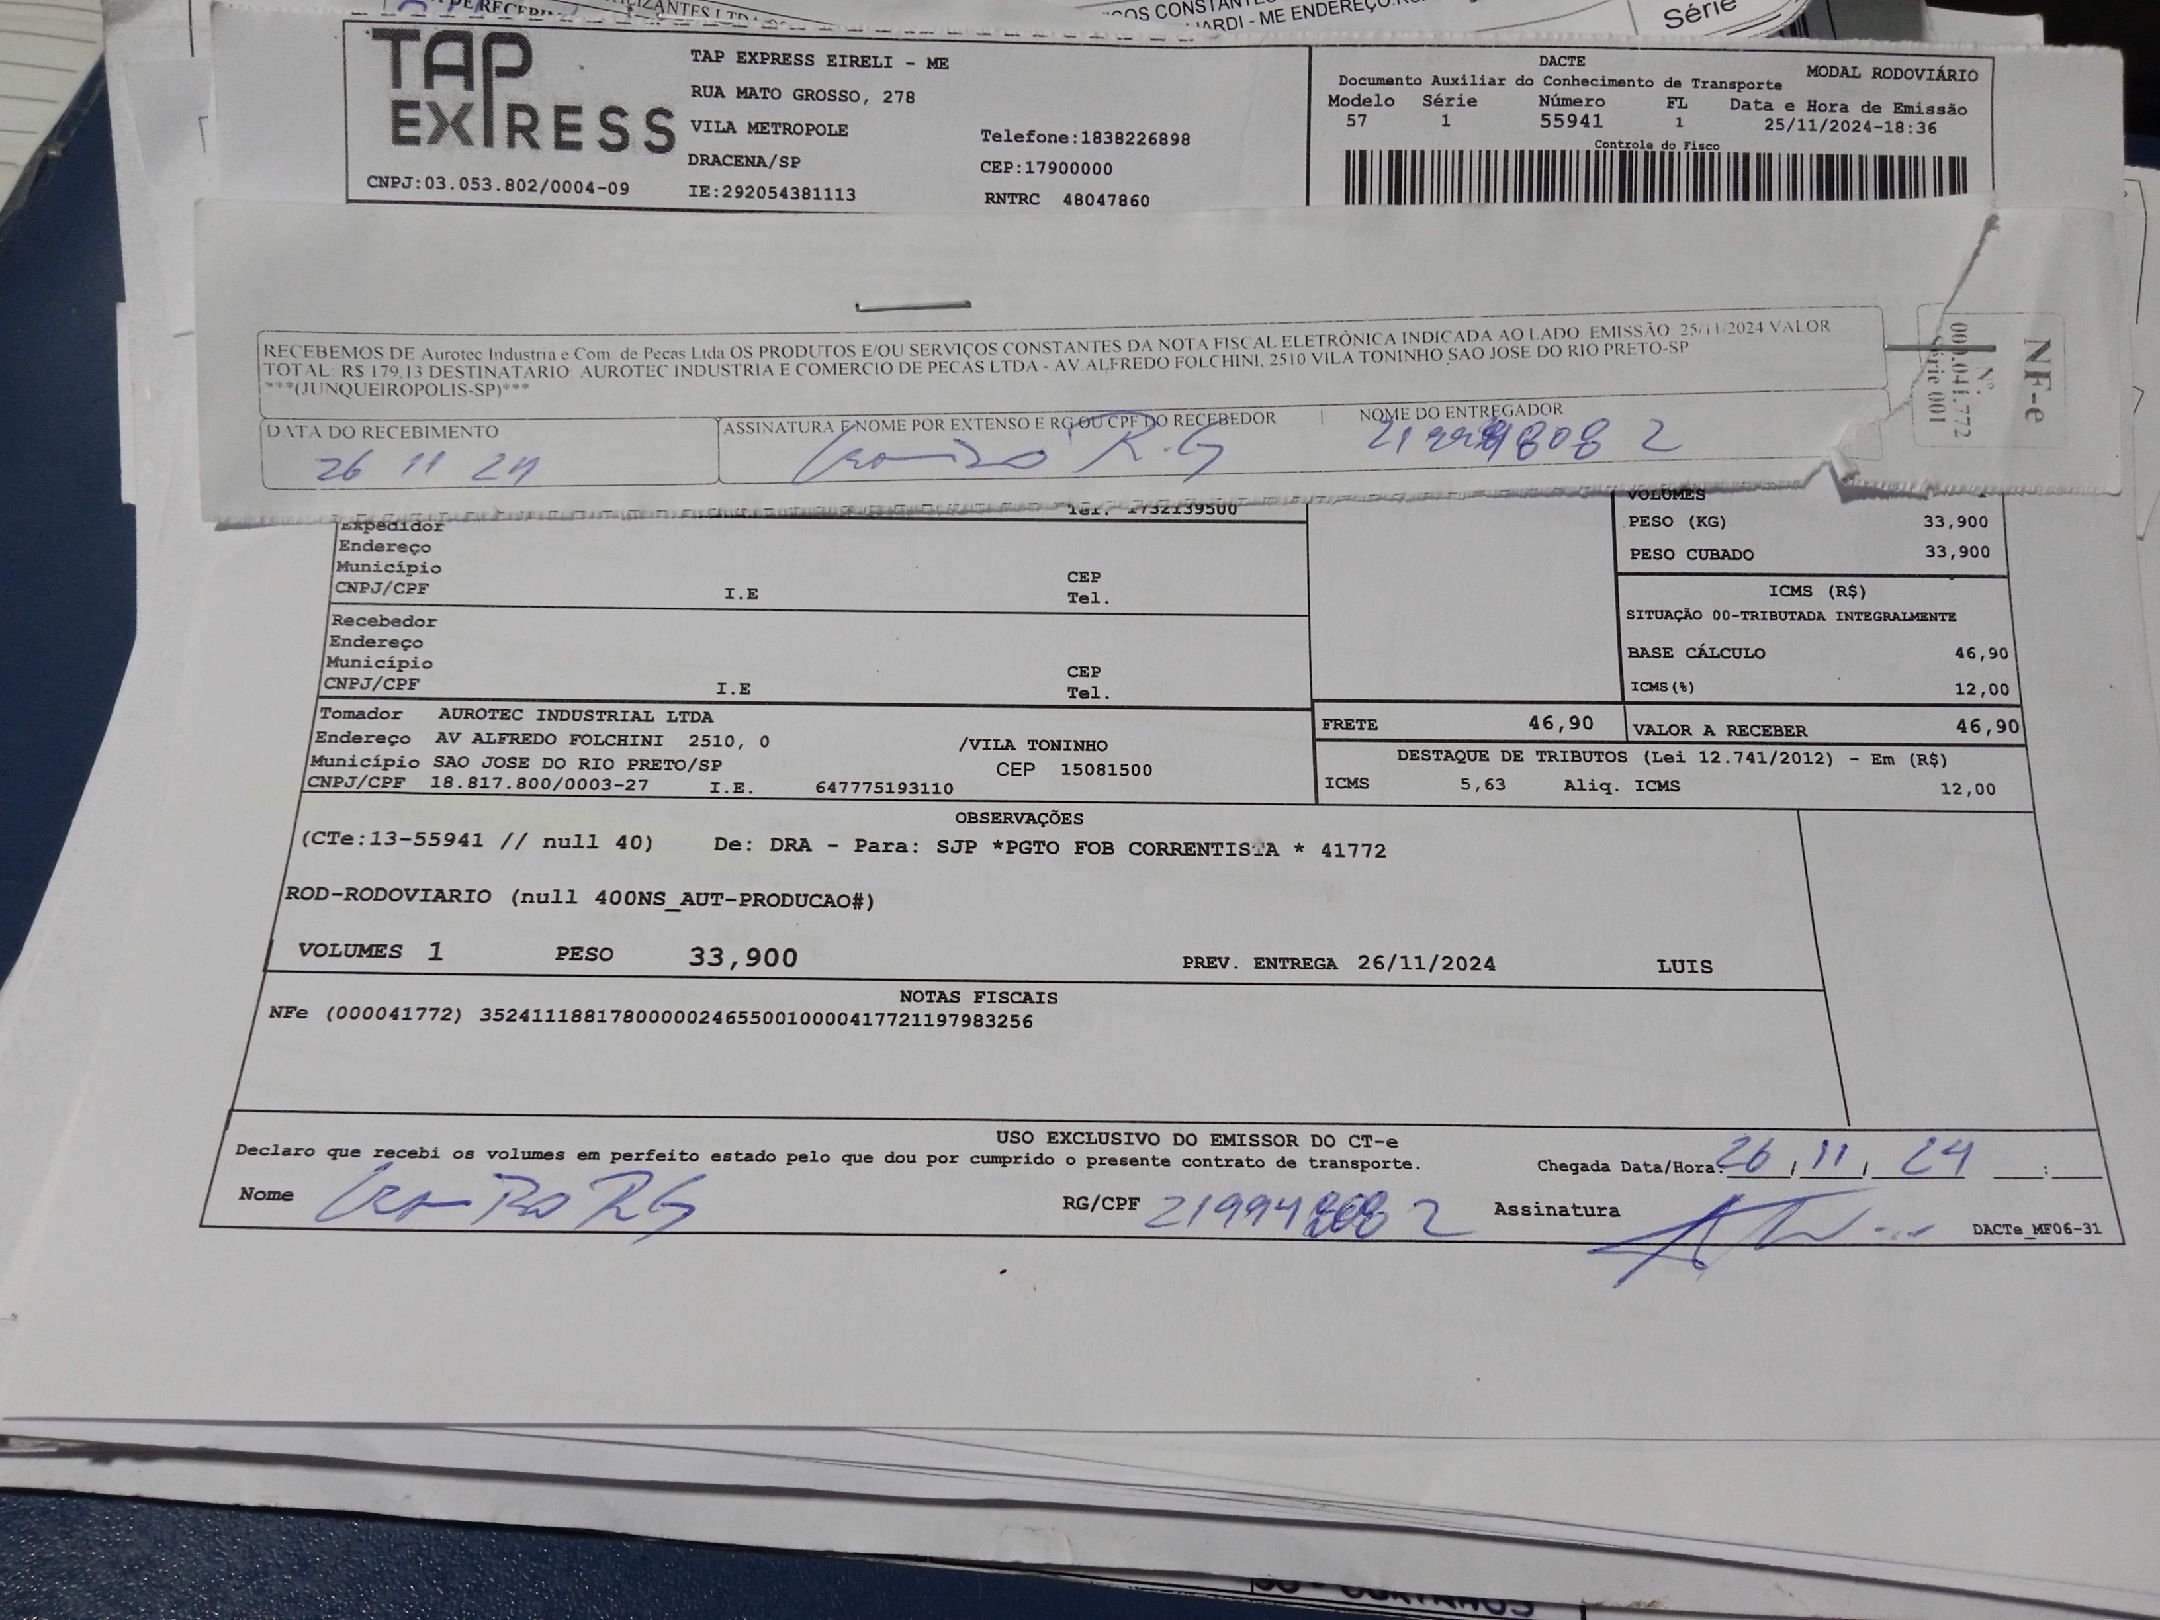 Série
TAP EXPRESS
TAP EXPRESS EIRELI - ME
RUA MATO GROSSO, 278
VILA METROPOLE
DRACENA/SP
IE:292054381113
CNPJ:03.053.802/0004-09
Telefone:1838226898
CEP:17900000
RNTRC 48047860
DACTE
MODAL RODOVIÁRIO
Documento Auxiliar do Conhecimento de Transporte
Modelo Série Número FL Data e Hora de Emissão
57 1 55941 1 25/11/2024-18:36
Controle do Fisco
RECEBEMOS DE Aurotec Industria e Com. de Pecas Ltda OS PRODUTOS E/OU SERVIÇOS CONSTANTES DA NOTA FISCAL ELETRÔNICA INDICADA AO LADO. EMISSÃO: 25/11/2024 VALOR
TOTAL: R$ 179,13 DESTINATARIO: AUROTEC INDUSTRIA E COMERCIO DE PECAS LTDA - AV.ALFREDO FOLCHINI, 2510 VILA TONINHO SAO JOSE DO RIO PRETO-SP
***(JUNQUEIROPOLIS-SP)***
NF-e
Nº
000.041.772
Série 001
DATA DO RECEBIMENTO
26 11 24
ASSINATURA E NOME POR EXTENSO E RG OU CPF DO RECEBEDOR
NOME DO ENTREGADOR
Tel. 1732139500
Expedidor
Endereço
Município CEP
CNPJ/CPF I.E Tel.
Recebedor
Endereço
Município CEP
CNPJ/CPF I.E Tel.
VOLUMES
PESO (KG) 33,900
PESO CUBADO 33,900
ICMS (R$)
SITUAÇÃO 00-TRIBUTADA INTEGRALMENTE
BASE CÁLCULO 46,90
ICMS(%) 12,00
Tomador AUROTEC INDUSTRIAL LTDA
Endereço AV ALFREDO FOLCHINI 2510, 0 /VILA TONINHO
Município SAO JOSE DO RIO PRETO/SP CEP 15081500
CNPJ/CPF 18.817.800/0003-27 I.E. 647775193110
FRETE 46,90 VALOR A RECEBER 46,90
DESTAQUE DE TRIBUTOS (Lei 12.741/2012) - Em (R$)
ICMS 5,63 Aliq. ICMS 12,00
OBSERVAÇÕES
(CTe:13-55941 // null 40) De: DRA - Para: SJP *PGTO FOB CORRENTISTA * 41772
ROD-RODOVIARIO (null 400NS_AUT-PRODUCAO#)
VOLUMES 1 PESO 33,900 PREV. ENTREGA 26/11/2024 LUIS
NOTAS FISCAIS
NFe (000041772) 35241118817800000246550010000417721197983256
USO EXCLUSIVO DO EMISSOR DO CT-e
Declaro que recebi os volumes em perfeito estado pelo que dou por cumprido o presente contrato de transporte.
Chegada Data/Hora: 26 , 11 , 24 :
Nome
RG/CPF
Assinatura
DACTe_MF06-31